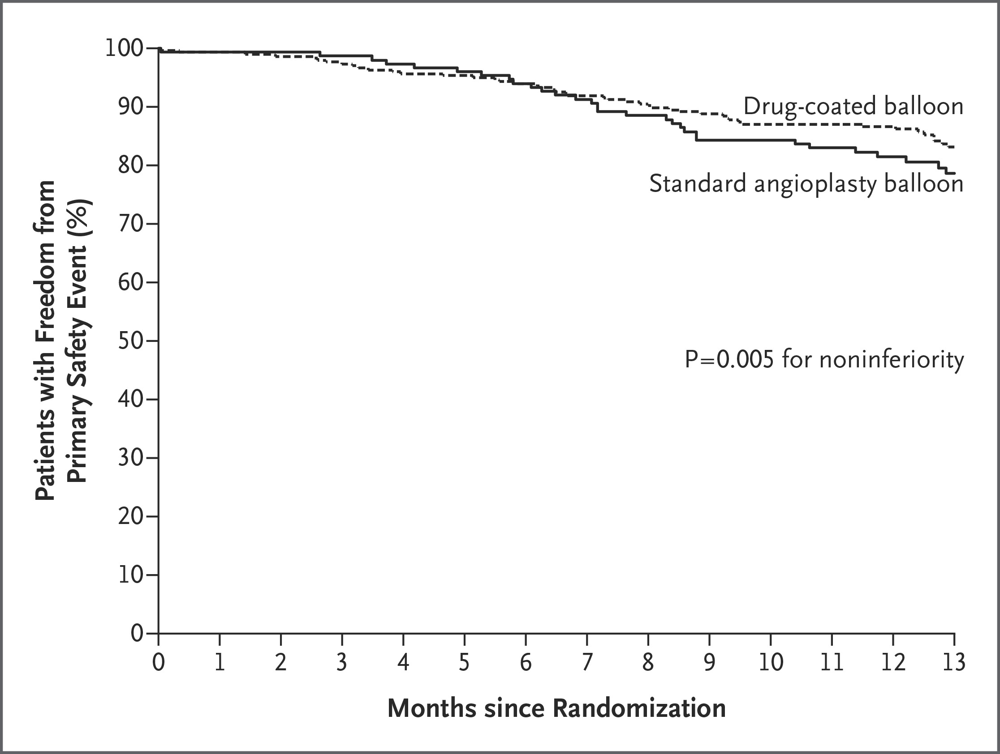 Patients with Freedom from
Primary Safety Event (%)
100
90
80
70
60
50
40
30
20
10
0
Drug-coated balloon
Standard angioplasty balloon
P=0.005 for noninferiority
0 1 2 3 4 5 6 7 8 9 10 11 12 13
Months since Randomization